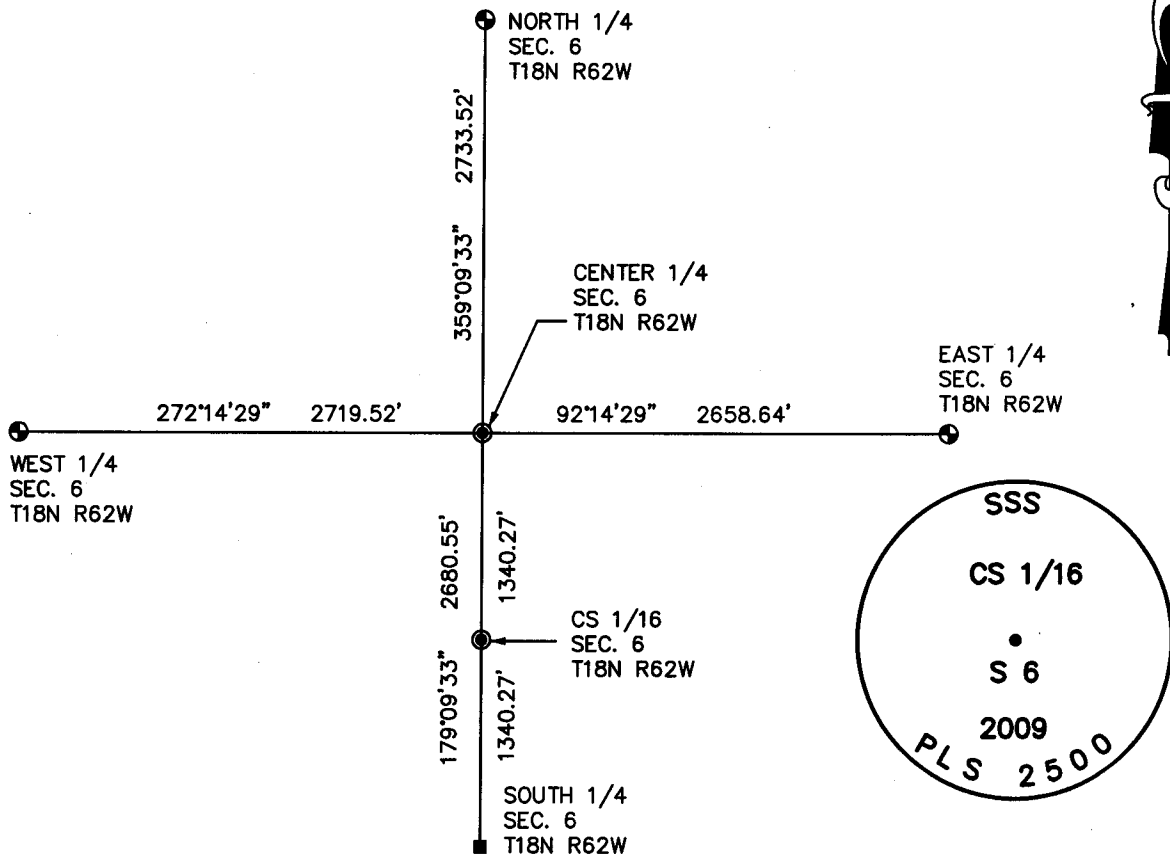 NORTH 1/4
SEC. 6
T18N R62W
2733.52'
359°09'33"
CENTER 1/4
SEC. 6
T18N R62W
EAST 1/4
SEC. 6
T18N R62W
272°14'29" 2719.52'
92°14'29" 2658.64'
WEST 1/4
SEC. 6
T18N R62W
2680.55'
1340.27'
CS 1/16
SEC. 6
T18N R62W
179°09'33"
1340.27'
SOUTH 1/4
SEC. 6
T18N R62W
SSS
CS 1/16
S 6
2009
PLS 2500